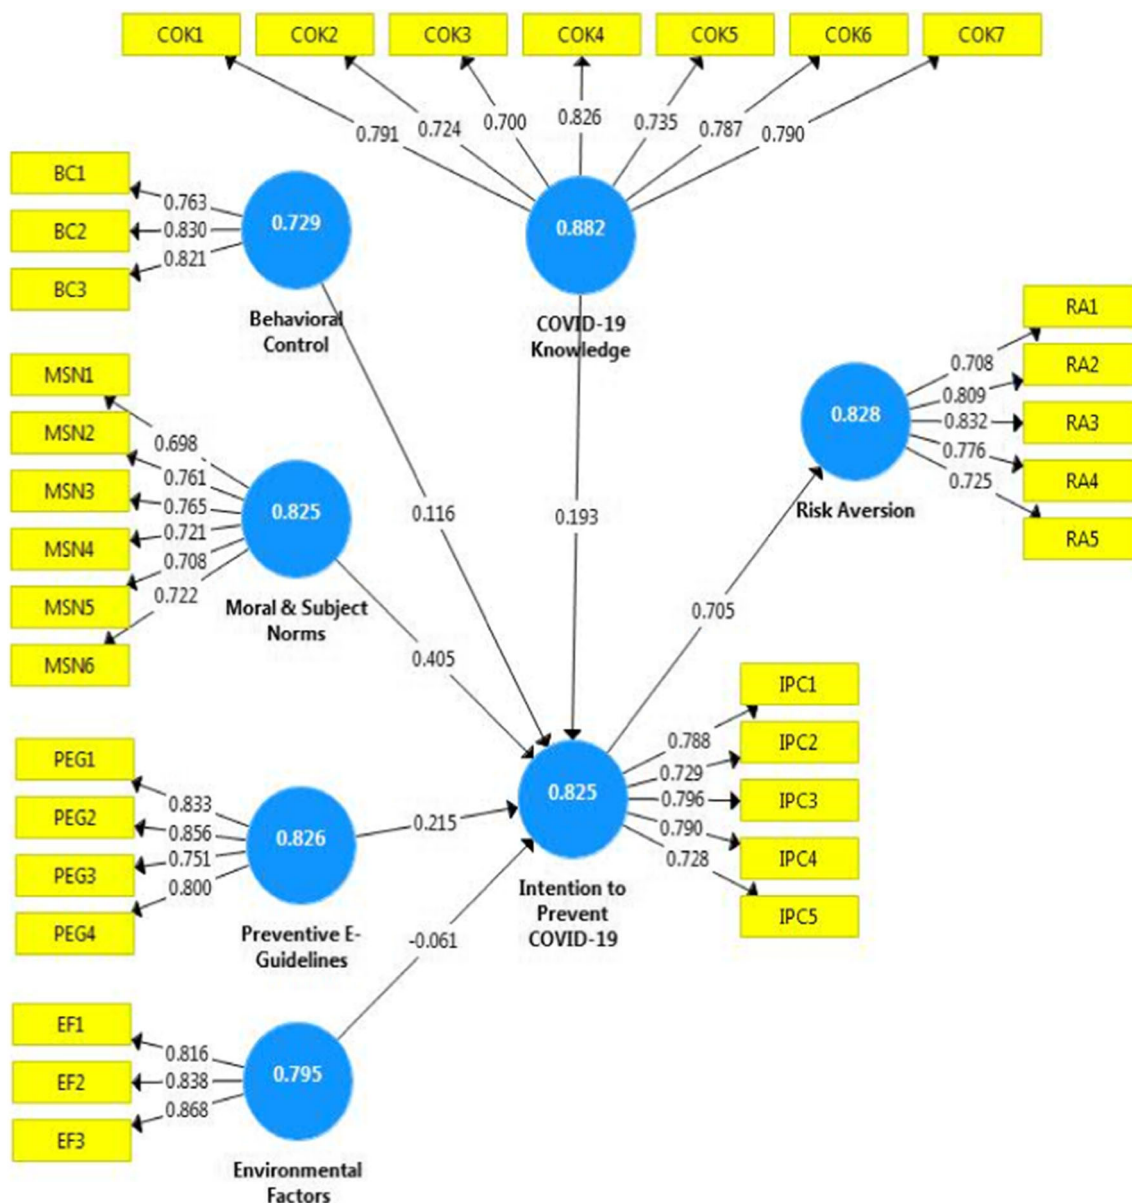 COK1 COK2 COK3 COK4 COK5 COK6 COK7
0.791 0.724 0.700 0.826 0.735 0.787 0.790
BC1
BC2
BC3
0.763
0.830
0.821
0.729
Behavioral
Control
0.882
COVID-19
Knowledge
MSN1
MSN2
MSN3
MSN4
MSN5
MSN6
0.698
0.761
0.765
0.721
0.708
0.722
0.825
Moral & Subject
Norms
0.116
0.193
0.405
0.828
Risk Aversion
0.708
0.809
0.832
0.776
0.725
RA1
RA2
RA3
RA4
RA5
0.705
PEG1
PEG2
PEG3
PEG4
0.833
0.856
0.751
0.800
0.826
Preventive E-
Guidelines
0.215
0.825
Intention to
Prevent
COVID-19
0.788
0.729
0.796
0.790
0.728
IPC1
IPC2
IPC3
IPC4
IPC5
-0.061
EF1
EF2
EF3
0.816
0.838
0.868
0.795
Environmental
Factors